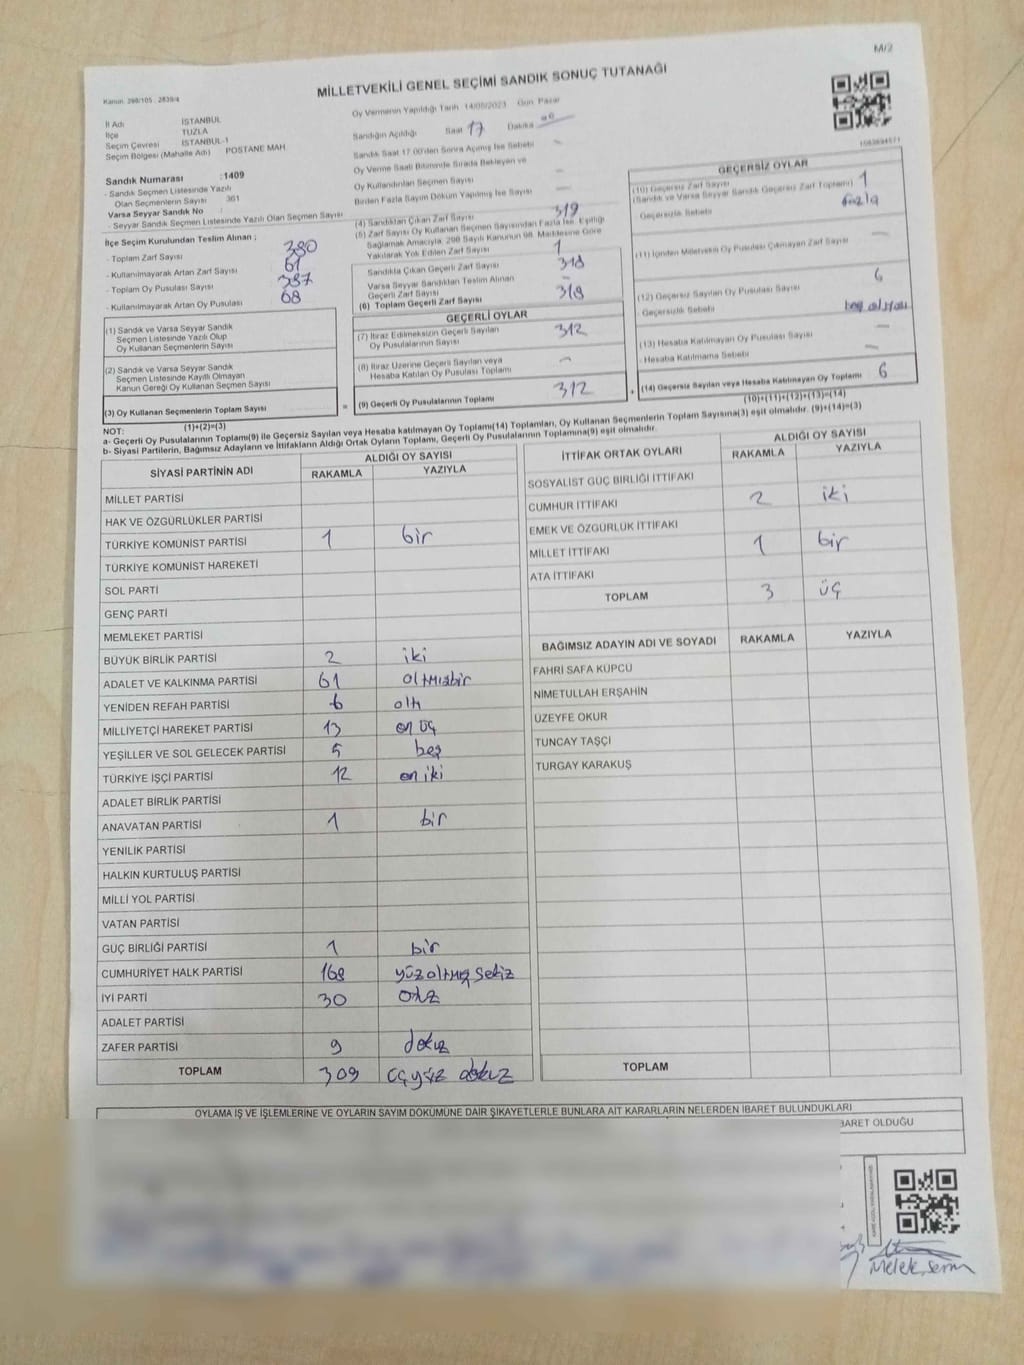 M/2
MİLLETVEKİLİ GENEL SEÇİMİ SANDIK SONUÇ TUTANAĞI
Kanun: 298/105 , 2839/4
İl Adı İSTANBUL
İlçe TUZLA
Seçim Çevresi İSTANBUL-1
Seçim Bölgesi (Mahalle Adı) POSTANE MAH
Sandık Numarası :1409
- Sandık Seçmen Listesinde Yazılı
Olan Seçmenlerin Sayısı 361
Varsa Seyyar Sandık No :
- Seyyar Sandık Seçmen Listesinde Yazılı Olan Seçmen Sayısı
İlçe Seçim Kurulundan Teslim Alınan ;
- Toplam Zarf Sayısı 380
- Kullanılmayarak Artan Zarf Sayısı 61
- Toplam Oy Pusulası Sayısı 387
- Kullanılmayarak Artan Oy Pusulası 68
(1) Sandık ve Varsa Seyyar Sandık
Seçmen Listesinde Yazılı Olup
Oy Kullanan Seçmenlerin Sayısı
(2) Sandık ve Varsa Seyyar Sandık
Seçmen Listesinde Kayıtlı Olmayan
Kanun Gereği Oy Kullanan Seçmen Sayısı
(3) Oy Kullanan Seçmenlerin Toplam Sayısı
(1)+(2)=(3)
Oy Vermenin Yapıldığı Tarih 14/05/2023 Gün Pazar
Sandığın Açıldığı Saat 17 Dakika
Sandık Saat 17.00'den Sonra Açılmış İse Sebebi
Oy Verme Saati Bitiminde Sırada Bekleyen ve
Oy Kullandırılan Seçmen Sayısı
Birden Fazla Sayım Döküm Yapılmış İse Sayısı
(4) Sandıktan Çıkan Zarf Sayısı 319
(5) Zarf Sayısı Oy Kullanan Seçmen Sayısından Fazla İse, Eşitliği
Sağlamak Amacıyla, 298 Sayılı Kanunun 98. Maddesine Göre
Yakılarak Yok Edilen Zarf Sayısı 1
Sandıkta Çıkan Geçerli Zarf Sayısı 318
Varsa Seyyar Sandıktan Teslim Alınan
Geçerli Zarf Sayısı
(6) Toplam Geçerli Zarf Sayısı 318
GEÇERLİ OYLAR
(7) İtiraz Edilmeksizin Geçerli Sayılan
Oy Pusulalarının Sayısı 312
(8) İtiraz Üzerine Geçerli Sayılan veya
Hesaba Katılan Oy Pusulası Toplamı
= (9) Geçerli Oy Pusulalarının Toplamı 312
GEÇERSİZ OYLAR
(10) Geçersiz Zarf Sayısı
(Sandık ve Varsa Seyyar Sandık Geçersiz Zarf Toplamı) 1
Geçersizlik Sebebi fazla
(11) İçinden Milletvekili Oy Pusulası Çıkmayan Zarf Sayısı
(12) Geçersiz Sayılan Oy Pusulası Sayısı 6
- Geçersizlik Sebebi
(13) Hesaba Katılmayan Oy Pusulası Sayısı
- Hesaba Katılmama Sebebi
+ (14) Geçersiz Sayılan veya Hesaba Katılmayan Oy Toplamı 6
(10)+(11)+(12)+(13)=(14)
NOT:
a- Geçerli Oy Pusulalarının Toplamı(9) ile Geçersiz Sayılan veya Hesaba katılmayan Oy Toplamı(14) Toplamları, Oy Kullanan Seçmenlerin Toplam Sayısına(3) eşit olmalıdır. (9)+(14)=(3)
b- Siyasi Partilerin, Bağımsız Adayların ve İttifakların Aldığı Ortak Oyların Toplamı, Geçerli Oy Pusulalarının Toplamına(9) eşit olmalıdır.
SİYASİ PARTİNİN ADI ALDIĞI OY SAYISI
RAKAMLA YAZIYLA
MİLLET PARTİSİ
HAK VE ÖZGÜRLÜKLER PARTİSİ
TÜRKİYE KOMÜNİST PARTİSİ 1 bir
TÜRKİYE KOMÜNİST HAREKETİ
SOL PARTİ
GENÇ PARTİ
MEMLEKET PARTİSİ
BÜYÜK BİRLİK PARTİSİ 2 iki
ADALET VE KALKINMA PARTİSİ 61 altmışbir
YENİDEN REFAH PARTİSİ 6 altı
MİLLİYETÇİ HAREKET PARTİSİ 13 on üç
YEŞİLLER VE SOL GELECEK PARTİSİ 5 beş
TÜRKİYE İŞÇİ PARTİSİ 12 on iki
ADALET BİRLİK PARTİSİ
ANAVATAN PARTİSİ 1 bir
YENİLİK PARTİSİ
HALKIN KURTULUŞ PARTİSİ
MİLLİ YOL PARTİSİ
VATAN PARTİSİ
GÜÇ BİRLİĞİ PARTİSİ 1 bir
CUMHURİYET HALK PARTİSİ 168 yüzaltmış sekiz
İYİ PARTİ 30 otuz
ADALET PARTİSİ
ZAFER PARTİSİ 9 dokuz
TOPLAM 309 üçyüz dokuz
İTTİFAK ORTAK OYLARI ALDIĞI OY SAYISI
RAKAMLA YAZIYLA
SOSYALİST GÜÇ BİRLİĞİ İTTİFAKI
CUMHUR İTTİFAKI 2 iki
EMEK VE ÖZGÜRLÜK İTTİFAKI
MİLLET İTTİFAKI 1 bir
ATA İTTİFAKI
TOPLAM 3 üç
BAĞIMSIZ ADAYIN ADI VE SOYADI RAKAMLA YAZIYLA
FAHRİ SAFA KÜPCÜ
NİMETULLAH ERŞAHİN
ÜZEYFE OKUR
TUNCAY TAŞÇI
TURGAY KARAKUŞ
TOPLAM
OYLAMA İŞ VE İŞLEMLERİNE VE OYLARIN SAYIM DÖKÜMÜNE DAİR ŞİKAYETLERLE BUNLARA AİT KARARLARIN NELERDEN İBARET BULUNDUKLARI
BARET OLDUĞU